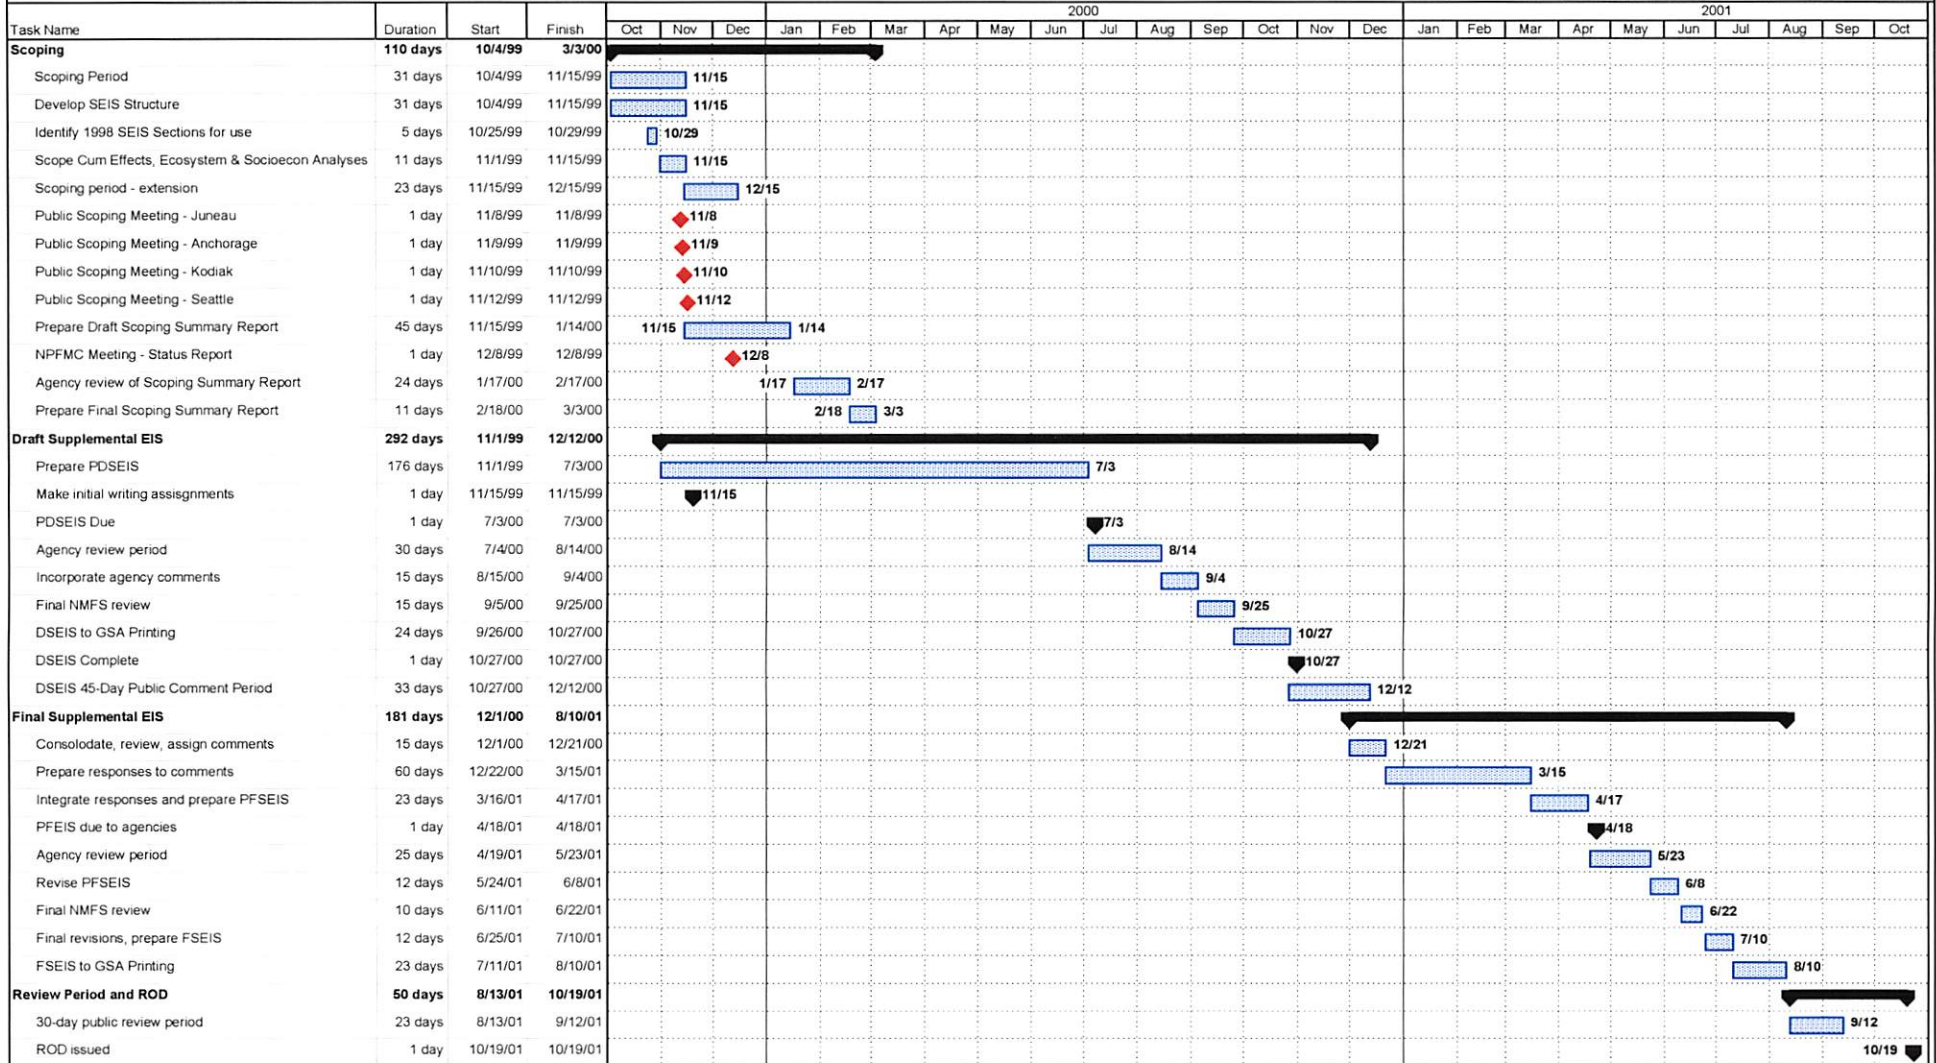 2000 2001
Task Name Duration Start Finish Oct Nov Dec Jan Feb Mar Apr May Jun Jul Aug Sep Oct Nov Dec Jan Feb Mar Apr May Jun Jul Aug Sep Oct
Scoping 110 days 10/4/99 3/3/00
Scoping Period 31 days 10/4/99 11/15/99 11/15
Develop SEIS Structure 31 days 10/4/99 11/15/99 11/15
Identify 1998 SEIS Sections for use 5 days 10/25/99 10/29/99 10/29
Scope Cum Effects, Ecosystem & Socioecon Analyses 11 days 11/1/99 11/15/99 11/15
Scoping period - extension 23 days 11/15/99 12/15/99 12/15
Public Scoping Meeting - Juneau 1 day 11/8/99 11/8/99 11/8
Public Scoping Meeting - Anchorage 1 day 11/9/99 11/9/99 11/9
Public Scoping Meeting - Kodiak 1 day 11/10/99 11/10/99 11/10
Public Scoping Meeting - Seattle 1 day 11/12/99 11/12/99 11/12
Prepare Draft Scoping Summary Report 45 days 11/15/99 1/14/00 11/15 1/14
NPFMC Meeting - Status Report 1 day 12/8/99 12/8/99 12/8
Agency review of Scoping Summary Report 24 days 1/17/00 2/17/00 1/17 2/17
Prepare Final Scoping Summary Report 11 days 2/18/00 3/3/00 2/18 3/3
Draft Supplemental EIS 292 days 11/1/99 12/12/00
Prepare PDSEIS 176 days 11/1/99 7/3/00 7/3
Make initial writing assisgnments 1 day 11/15/99 11/15/99 11/15
PDSEIS Due 1 day 7/3/00 7/3/00 7/3
Agency review period 30 days 7/4/00 8/14/00 8/14
Incorporate agency comments 15 days 8/15/00 9/4/00 9/4
Final NMFS review 15 days 9/5/00 9/25/00 9/25
DSEIS to GSA Printing 24 days 9/26/00 10/27/00 10/27
DSEIS Complete 1 day 10/27/00 10/27/00 10/27
DSEIS 45-Day Public Comment Period 33 days 10/27/00 12/12/00 12/12
Final Supplemental EIS 181 days 12/1/00 8/10/01
Consolodate, review, assign comments 15 days 12/1/00 12/21/00 12/21
Prepare responses to comments 60 days 12/22/00 3/15/01 3/15
Integrate responses and prepare PFSEIS 23 days 3/16/01 4/17/01 4/17
PFEIS due to agencies 1 day 4/18/01 4/18/01 4/18
Agency review period 25 days 4/19/01 5/23/01 5/23
Revise PFSEIS 12 days 5/24/01 6/8/01 6/8
Final NMFS review 10 days 6/11/01 6/22/01 6/22
Final revisions, prepare FSEIS 12 days 6/25/01 7/10/01 7/10
FSEIS to GSA Printing 23 days 7/11/01 8/10/01 8/10
Review Period and ROD 50 days 8/13/01 10/19/01
30-day public review period 23 days 8/13/01 9/12/01 9/12
ROD issued 1 day 10/19/01 10/19/01 10/19